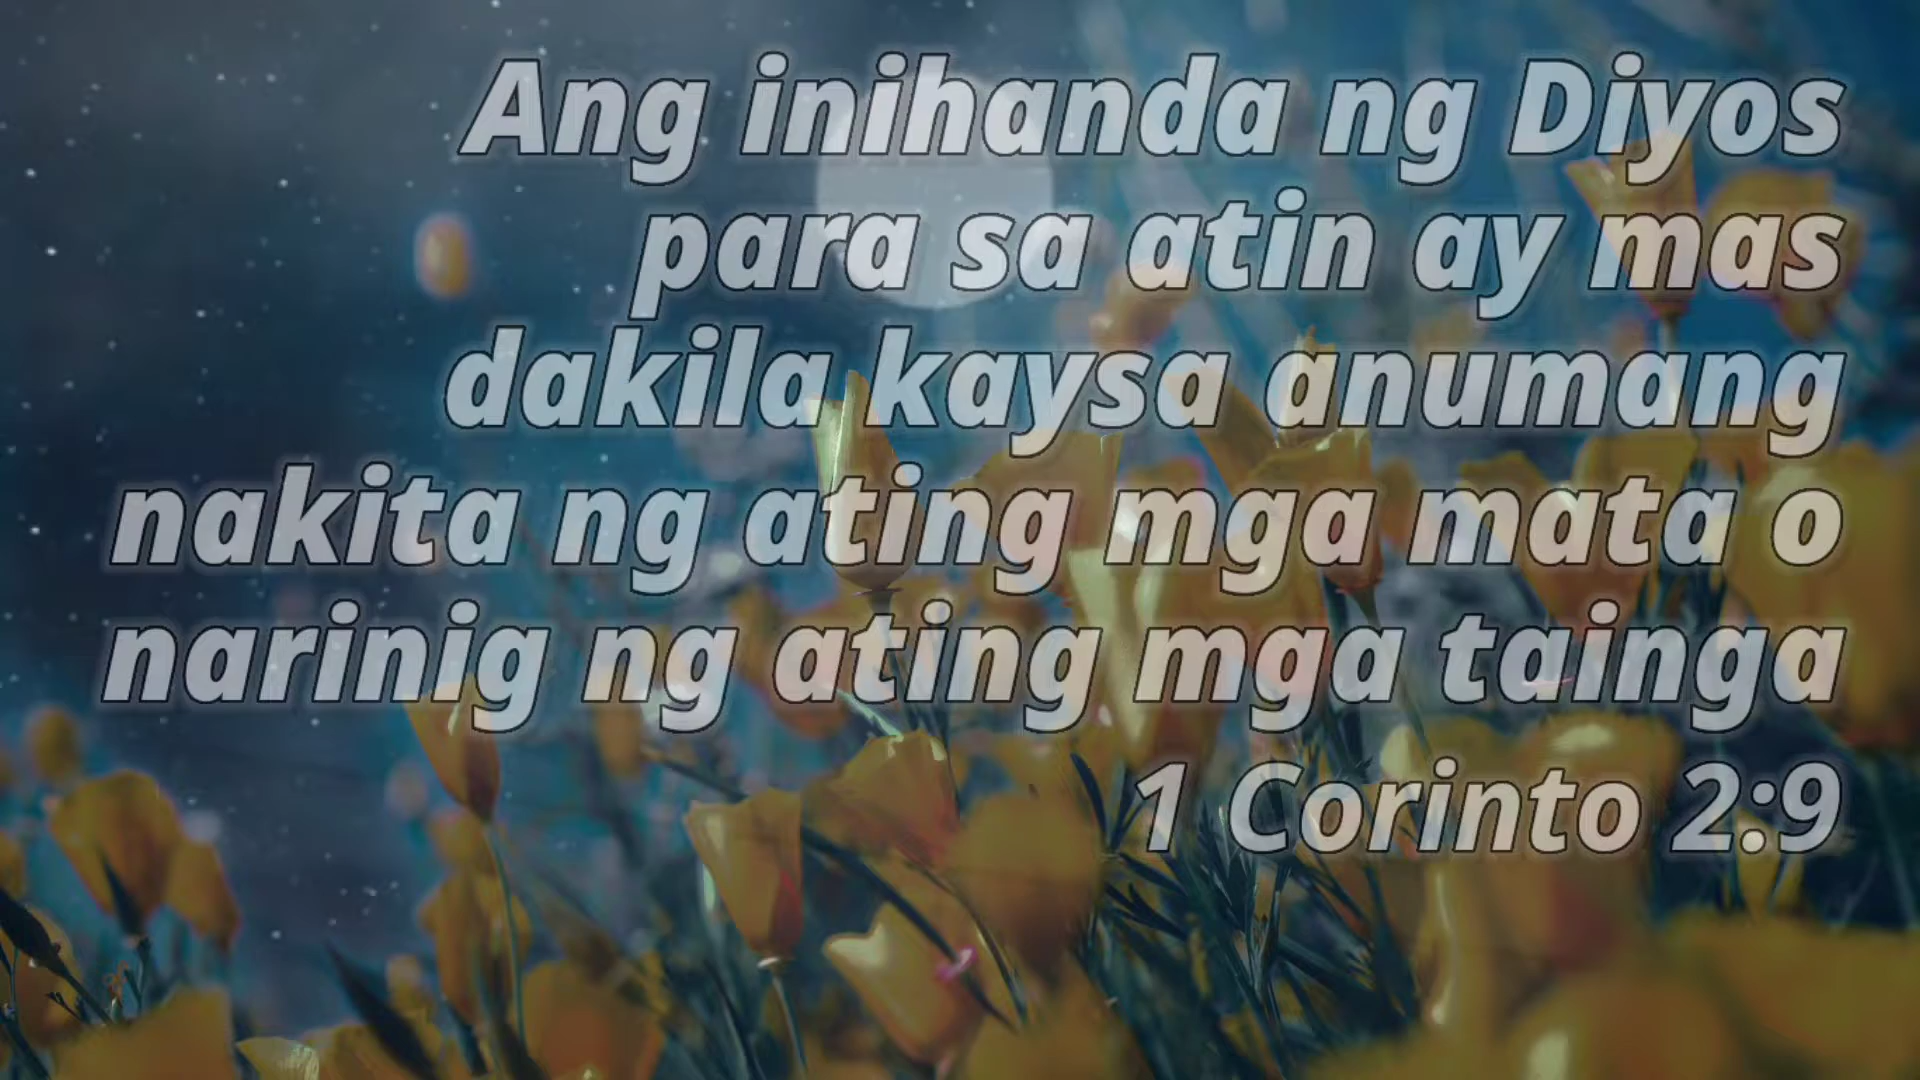 Ang inihanda ng Diyos
para sa atin ay mas
dakila kaysa anumang
nakita ng ating mga mata o
narinig ng ating mga tainga
1 Corinto 2:9